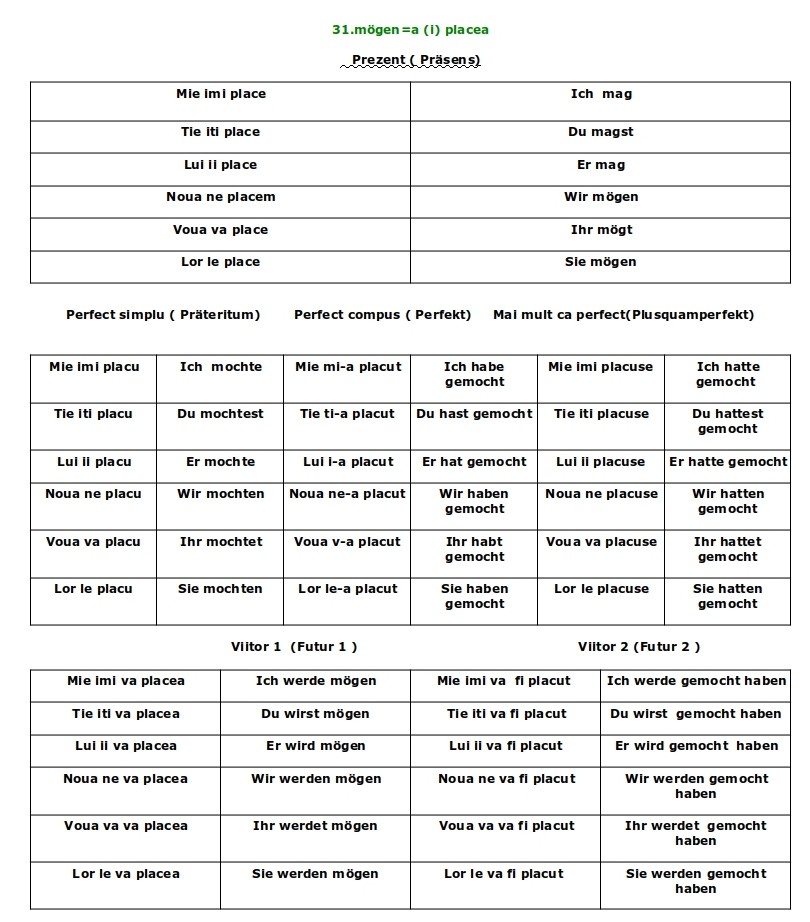 31.mögen=a (i) placea
Prezent ( Präsens)
Mie imi place Ich mag
Tie iti place Du magst
Lui ii place Er mag
Noua ne placem Wir mögen
Voua va place Ihr mögt
Lor le place Sie mögen
Perfect simplu ( Präteritum) Perfect compus ( Perfekt) Mai mult ca perfect(Plusquamperfekt)
Mie imi placu Ich mochte Mie mi-a placut Ich habe gemocht Mie imi placuse Ich hatte gemocht
Tie iti placu Du mochtest Tie ti-a placut Du hast gemocht Tie iti placuse Du hattest gemocht
Lui ii placu Er mochte Lui i-a placut Er hat gemocht Lui ii placuse Er hatte gemocht
Noua ne placu Wir mochten Noua ne-a placut Wir haben gemocht Noua ne placuse Wir hatten gemocht
Voua va placu Ihr mochtet Voua v-a placut Ihr habt gemocht Voua va placuse Ihr hattet gemocht
Lor le placu Sie mochten Lor le-a placut Sie haben gemocht Lor le placuse Sie hatten gemocht
Viitor 1 (Futur 1 ) Viitor 2 (Futur 2 )
Mie imi va placea Ich werde mögen Mie imi va fi placut Ich werde gemocht haben
Tie iti va placea Du wirst mögen Tie iti va fi placut Du wirst gemocht haben
Lui ii va placea Er wird mögen Lui ii va fi placut Er wird gemocht haben
Noua ne va placea Wir werden mögen Noua ne va fi placut Wir werden gemocht haben
Voua va va placea Ihr werdet mögen Voua va va fi placut Ihr werdet gemocht haben
Lor le va placea Sie werden mögen Lor le va fi placut Sie werden gemocht haben